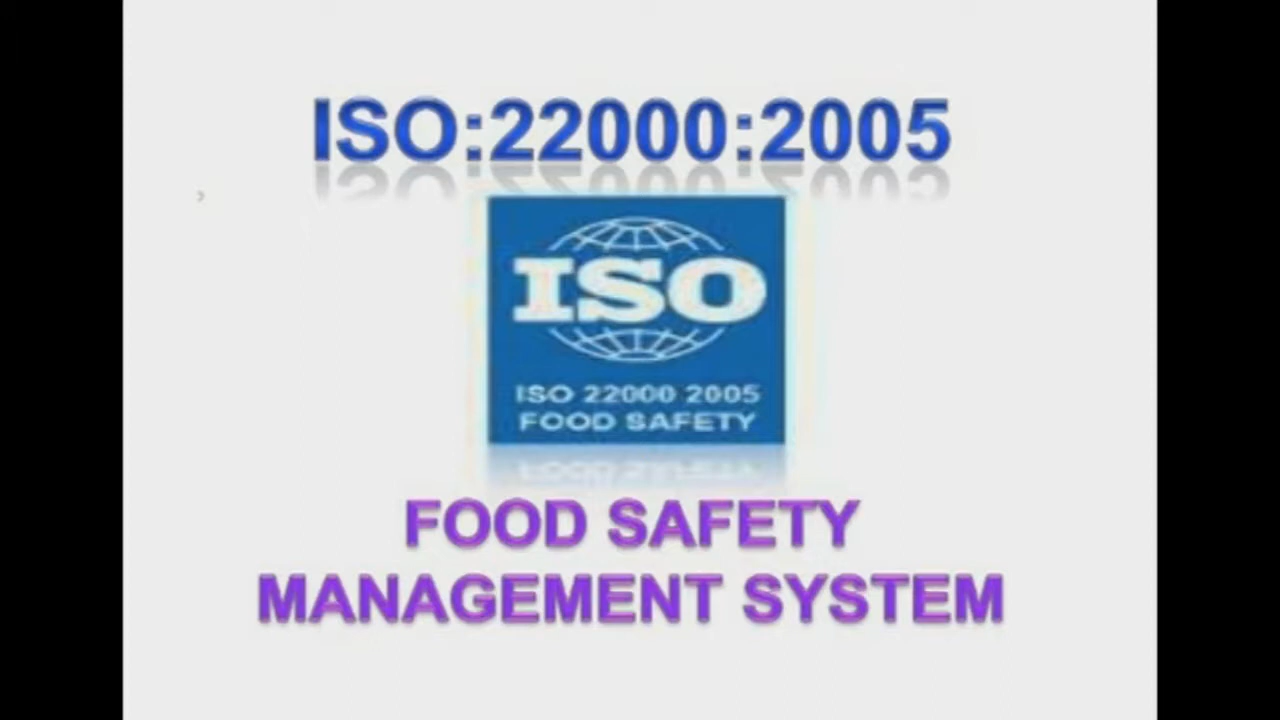 ISO:22000:2005
ISO
ISO 22000 2005
FOOD SAFETY
FOOD SAFETY
MANAGEMENT SYSTEM